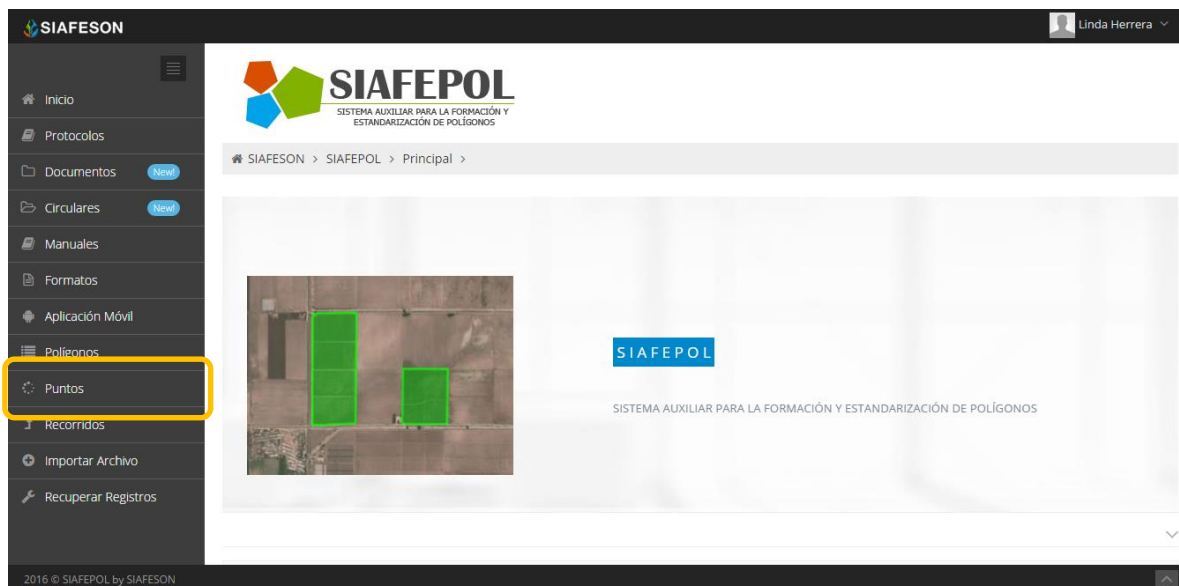 SIAFESON
Linda Herrera
Inicio
Protocolos
Documentos New!
Circulares New!
Manuales
Formatos
Aplicación Móvil
Polígonos
Puntos
Recorridos
Importar Archivo
Recuperar Registros
SIAFEPOL
SISTEMA AUXILIAR PARA LA FORMACIÓN Y
ESTANDARIZACIÓN DE POLÍGONOS
SIAFESON > SIAFEPOL > Principal >
SIAFEPOL
SISTEMA AUXILIAR PARA LA FORMACIÓN Y ESTANDARIZACIÓN DE POLÍGONOS
2016 © SIAFEPOL by SIAFESON